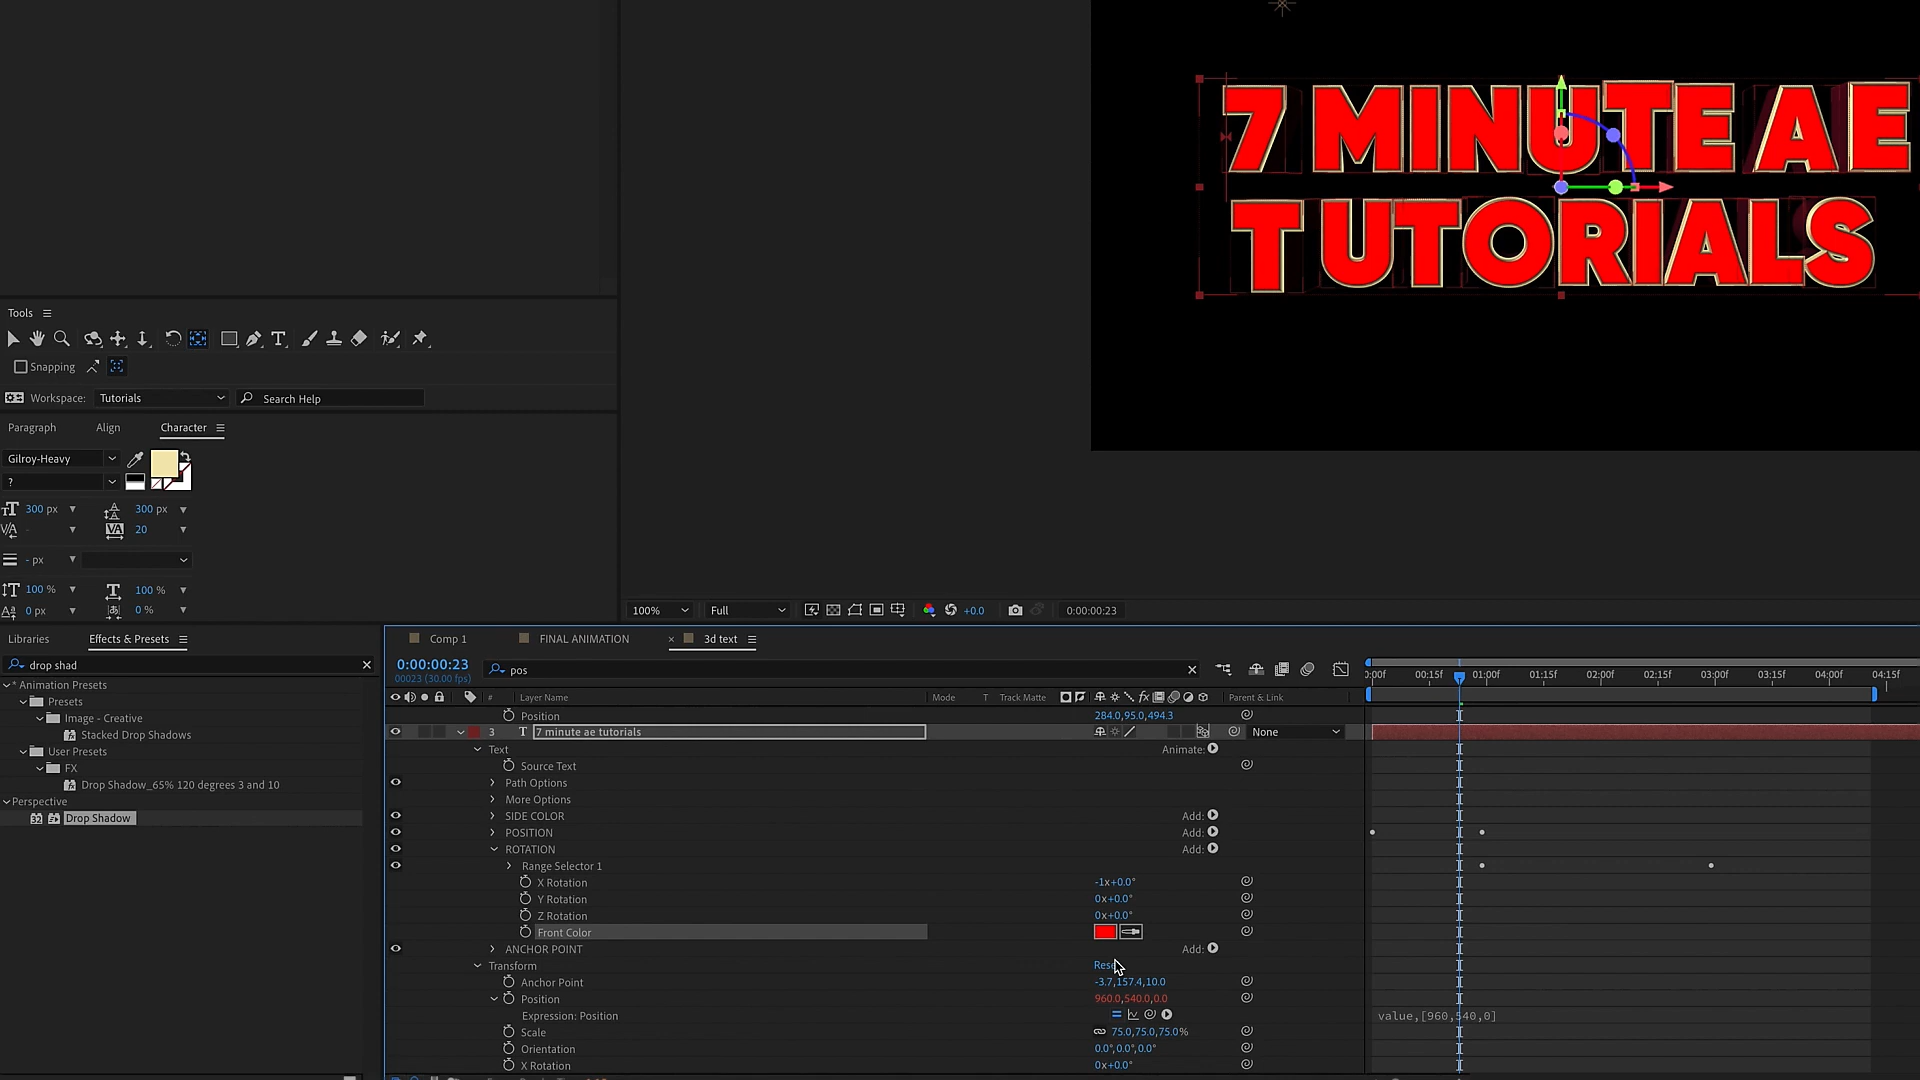 7 MINUTE AE
TUTORIALS
Tools
Snapping
Workspace: Tutorials Search Help
Paragraph Align Character
Gilroy-Heavy
?
300 px 300 px
20
- px
100 % 100 %
0 px 0 %
100% Full +0.0 0:00:00:23
Libraries Effects & Presets
drop shad
* Animation Presets
Presets
Image - Creative
Stacked Drop Shadows
User Presets
FX
Drop Shadow_65% 120 degrees 3 and 10
Perspective
32 Drop Shadow
Comp 1 FINAL ANIMATION × 3d text
0:00:00:23
00023 (30.00 fps)
pos
0:00f 00:15f 01:00f 01:15f 02:00f 02:15f 03:00f 03:15f 04:00f 04:15f
# Layer Name Mode T Track Matte fx Parent & Link
Position 284.0,95.0,494.3
3 T 7 minute ae tutorials None
Text Animate:
Source Text
Path Options
More Options
SIDE COLOR Add:
POSITION Add:
ROTATION Add:
Range Selector 1
X Rotation -1x+0.0°
Y Rotation 0x+0.0°
Z Rotation 0x+0.0°
Front Color
ANCHOR POINT Add:
Transform Rese
Anchor Point -3.7,157.4,10.0
Position 960.0,540.0,0.0
Expression: Position value,[960,540,0]
Scale 75.0,75.0,75.0%
Orientation 0.0°,0.0°,0.0°
X Rotation 0x+0.0°